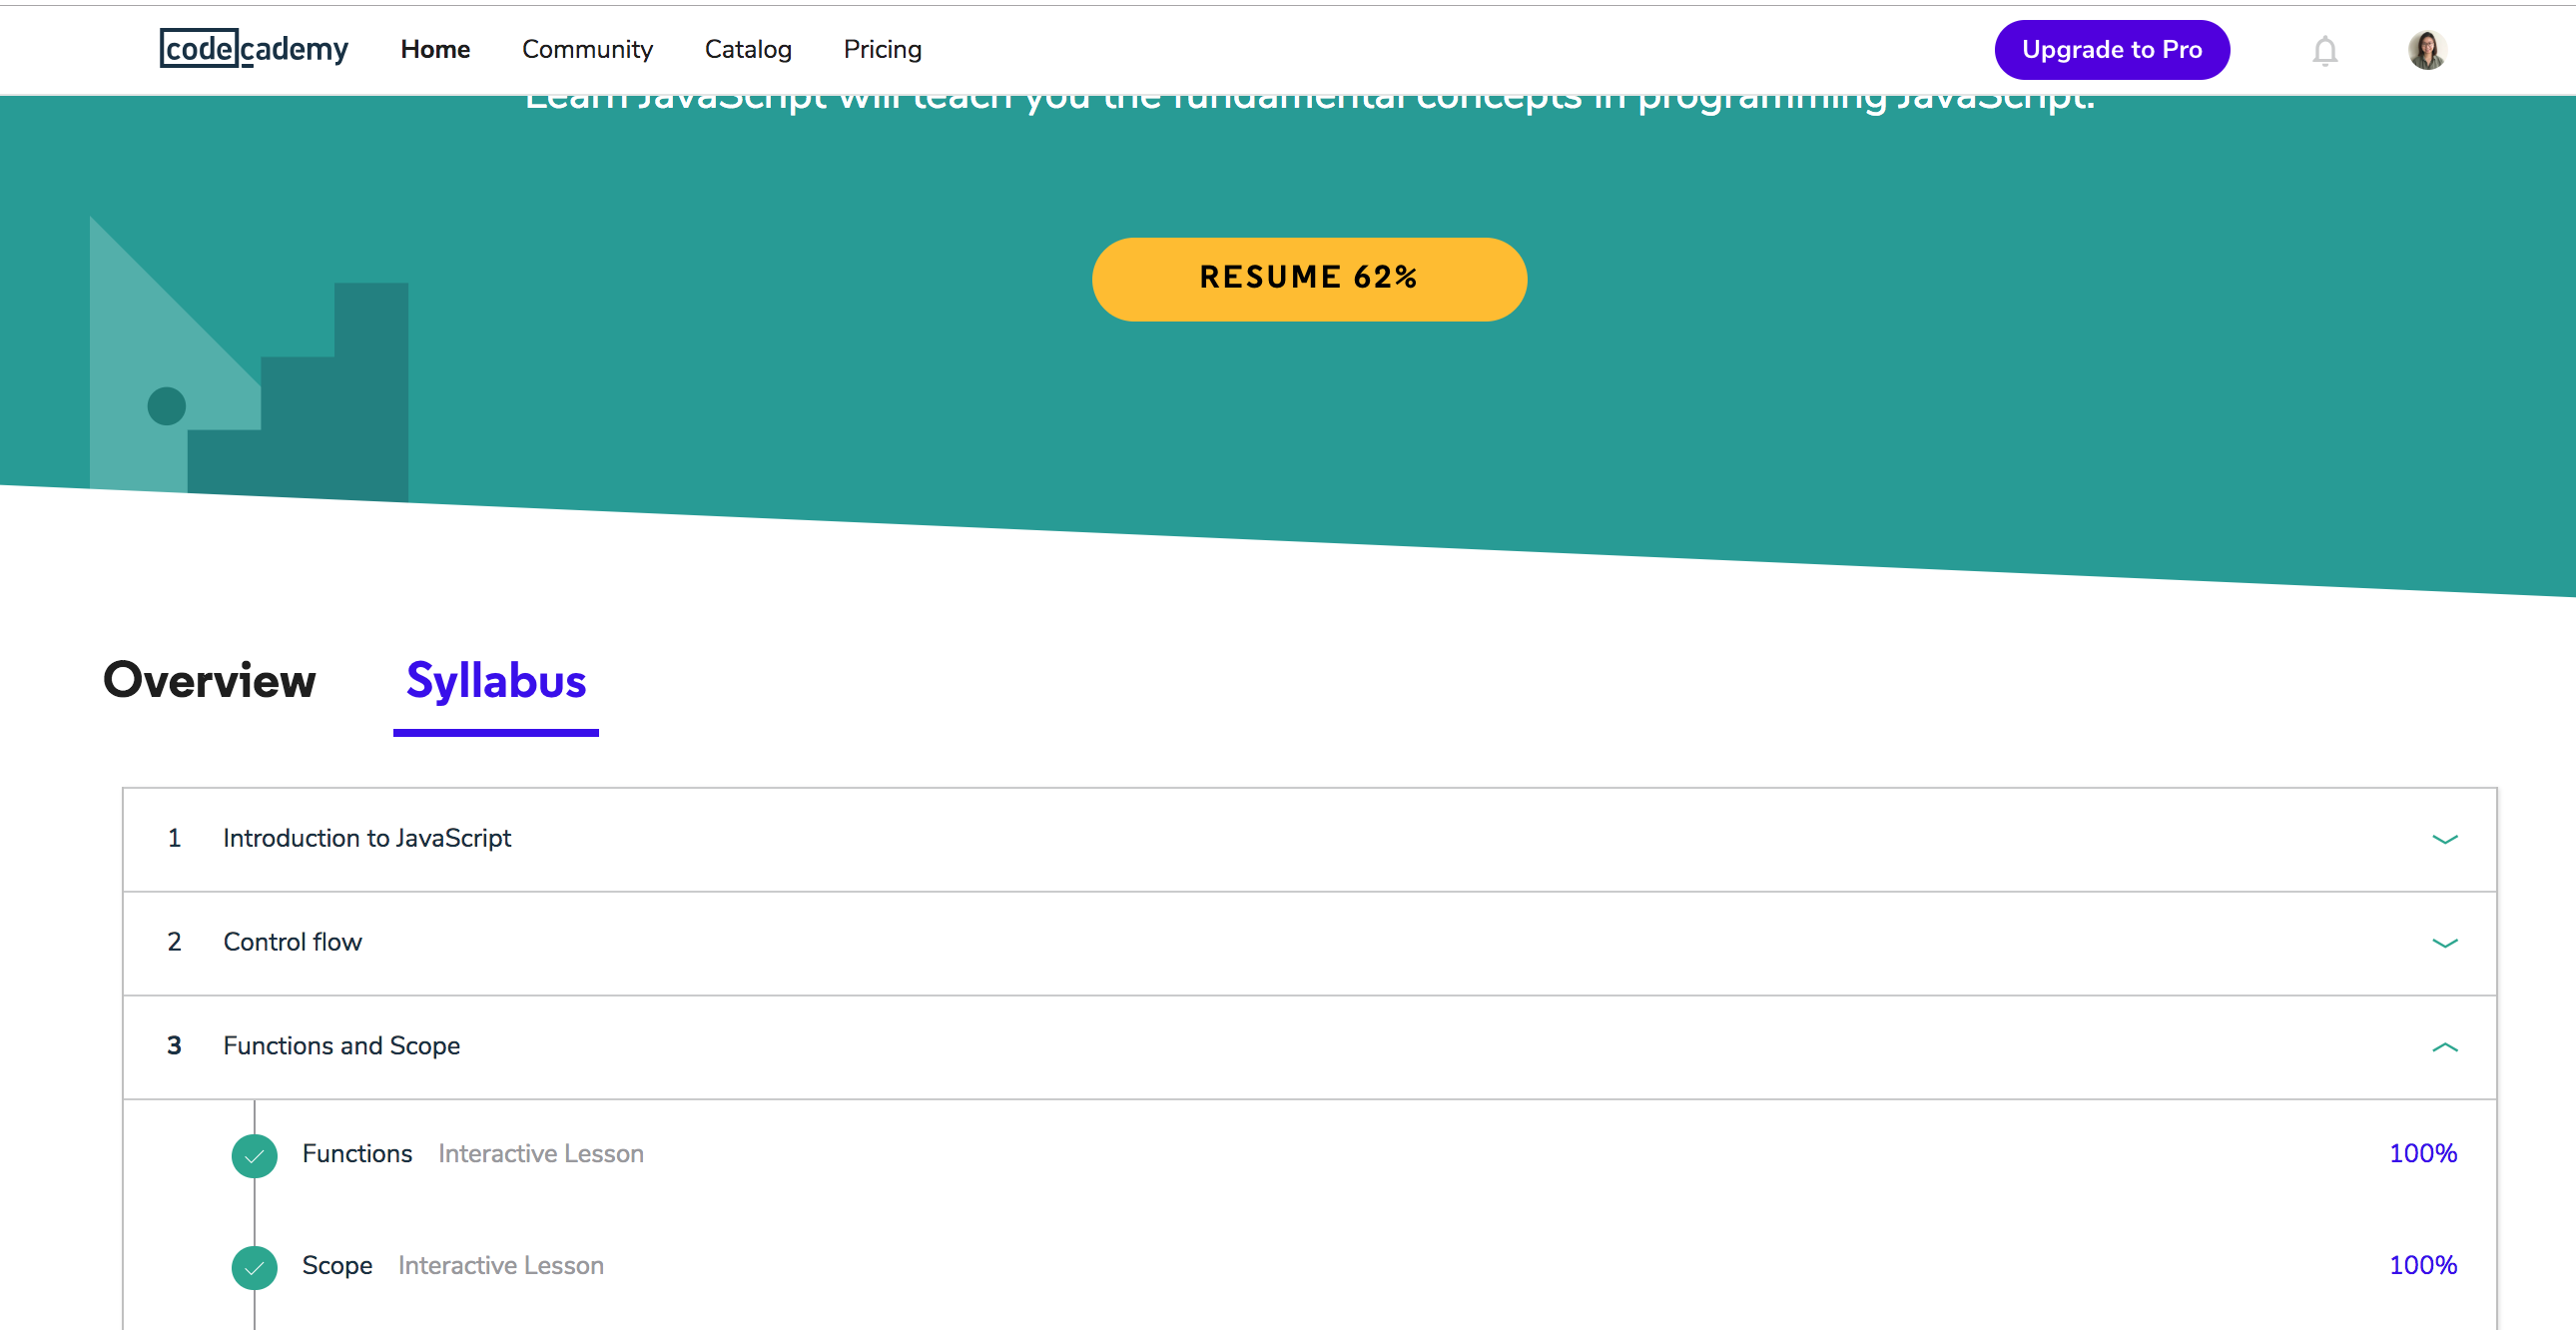 codecademy Home Community Catalog Pricing Upgrade to Pro
Learn JavaScript will teach you the fundamental concepts in programming JavaScript.
RESUME 62%
Overview Syllabus
1 Introduction to JavaScript
2 Control flow
3 Functions and Scope
Functions Interactive Lesson 100%
Scope Interactive Lesson 100%